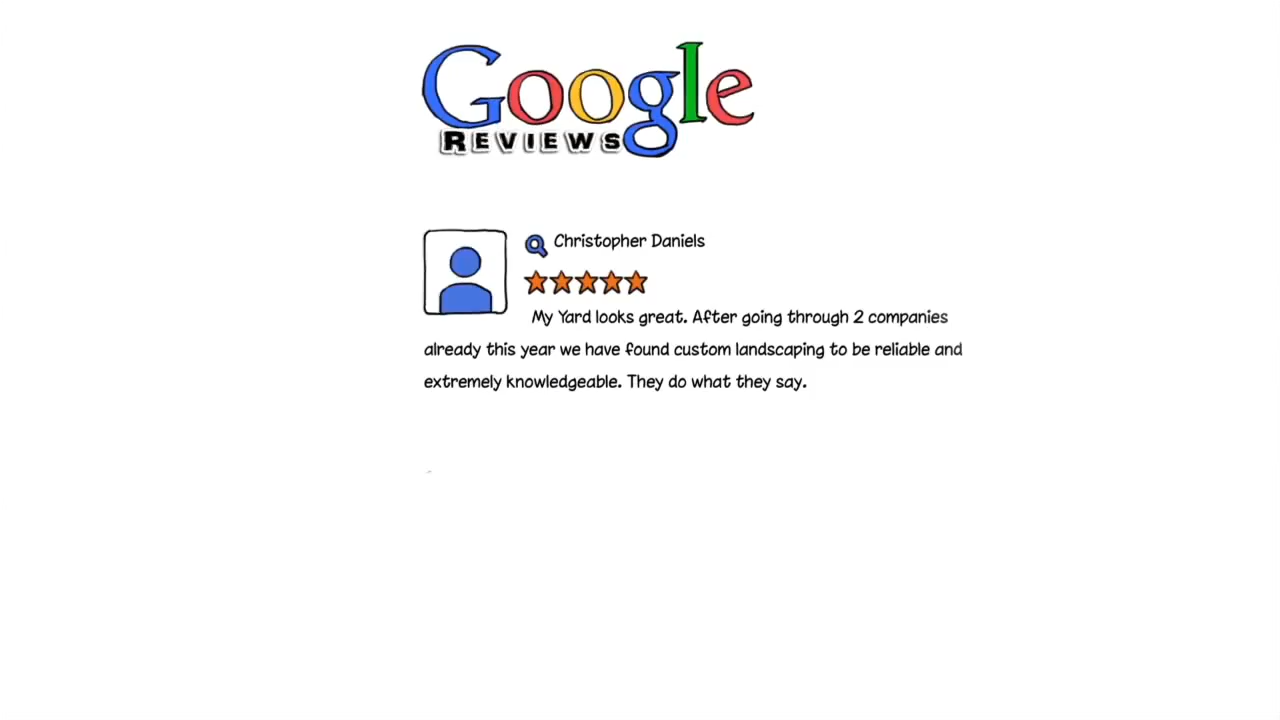 Google
REVIEWS
Christopher Daniels
My Yard looks great. After going through 2 companies
already this year we have found custom landscaping to be reliable and
extremely knowledgeable. They do what they say.